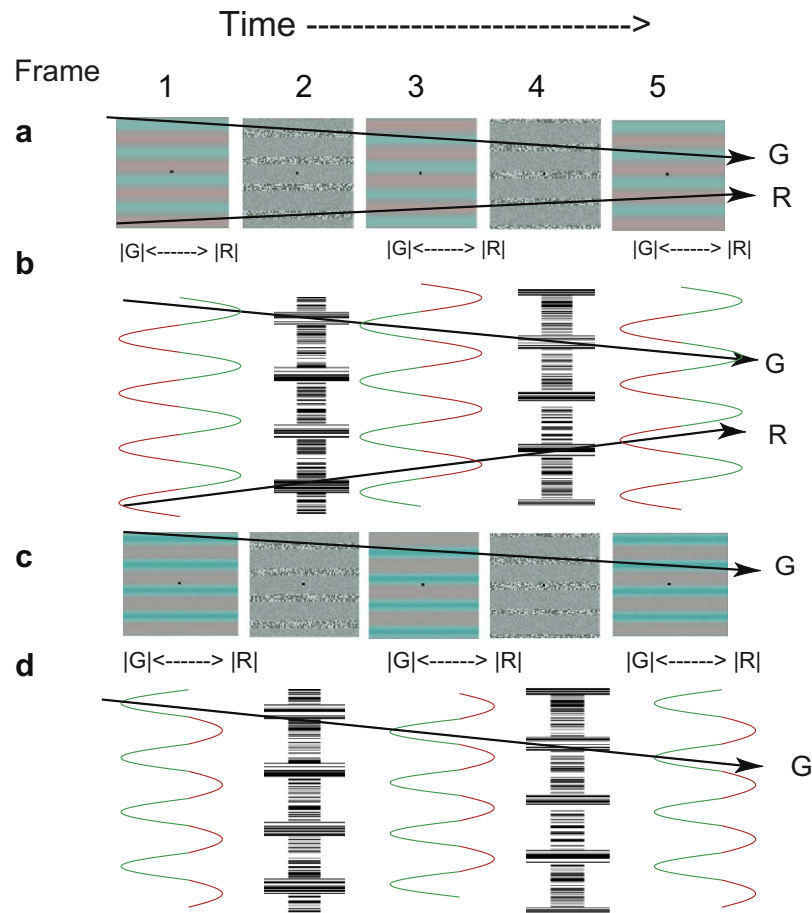 Time --------------------------->
Frame 1 2 3 4 5
a
G
R
|G|<------> |R| |G|<------> |R| |G|<------> |R|
b
G
R
c
G
|G|<------> |R| |G|<------> |R| |G|<------> |R|
d
G